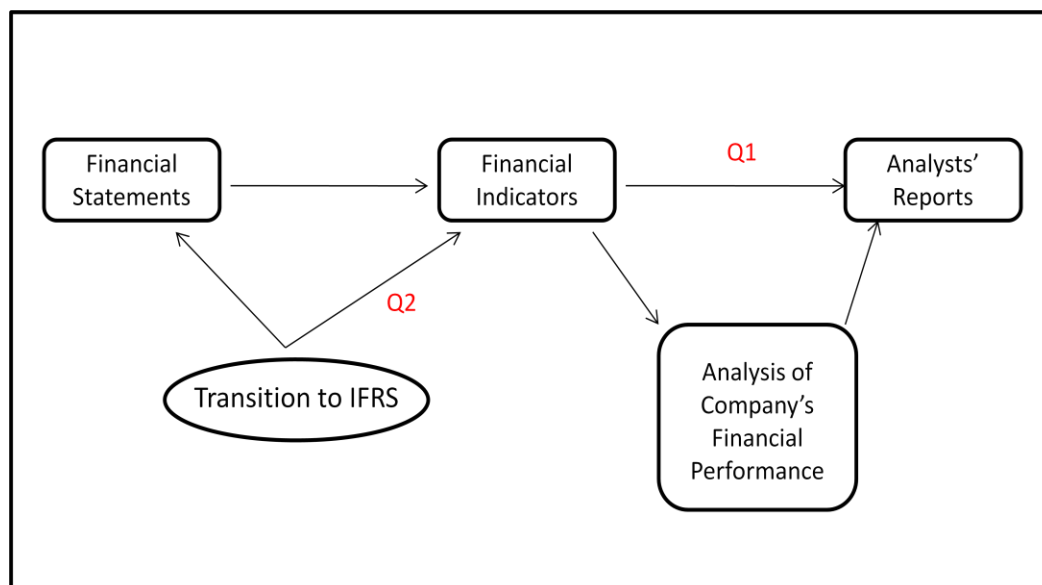 Financial
Statements
Financial
Indicators
Q1
Analysts’
Reports
Q2
Transition to IFRS
Analysis of
Company’s
Financial
Performance